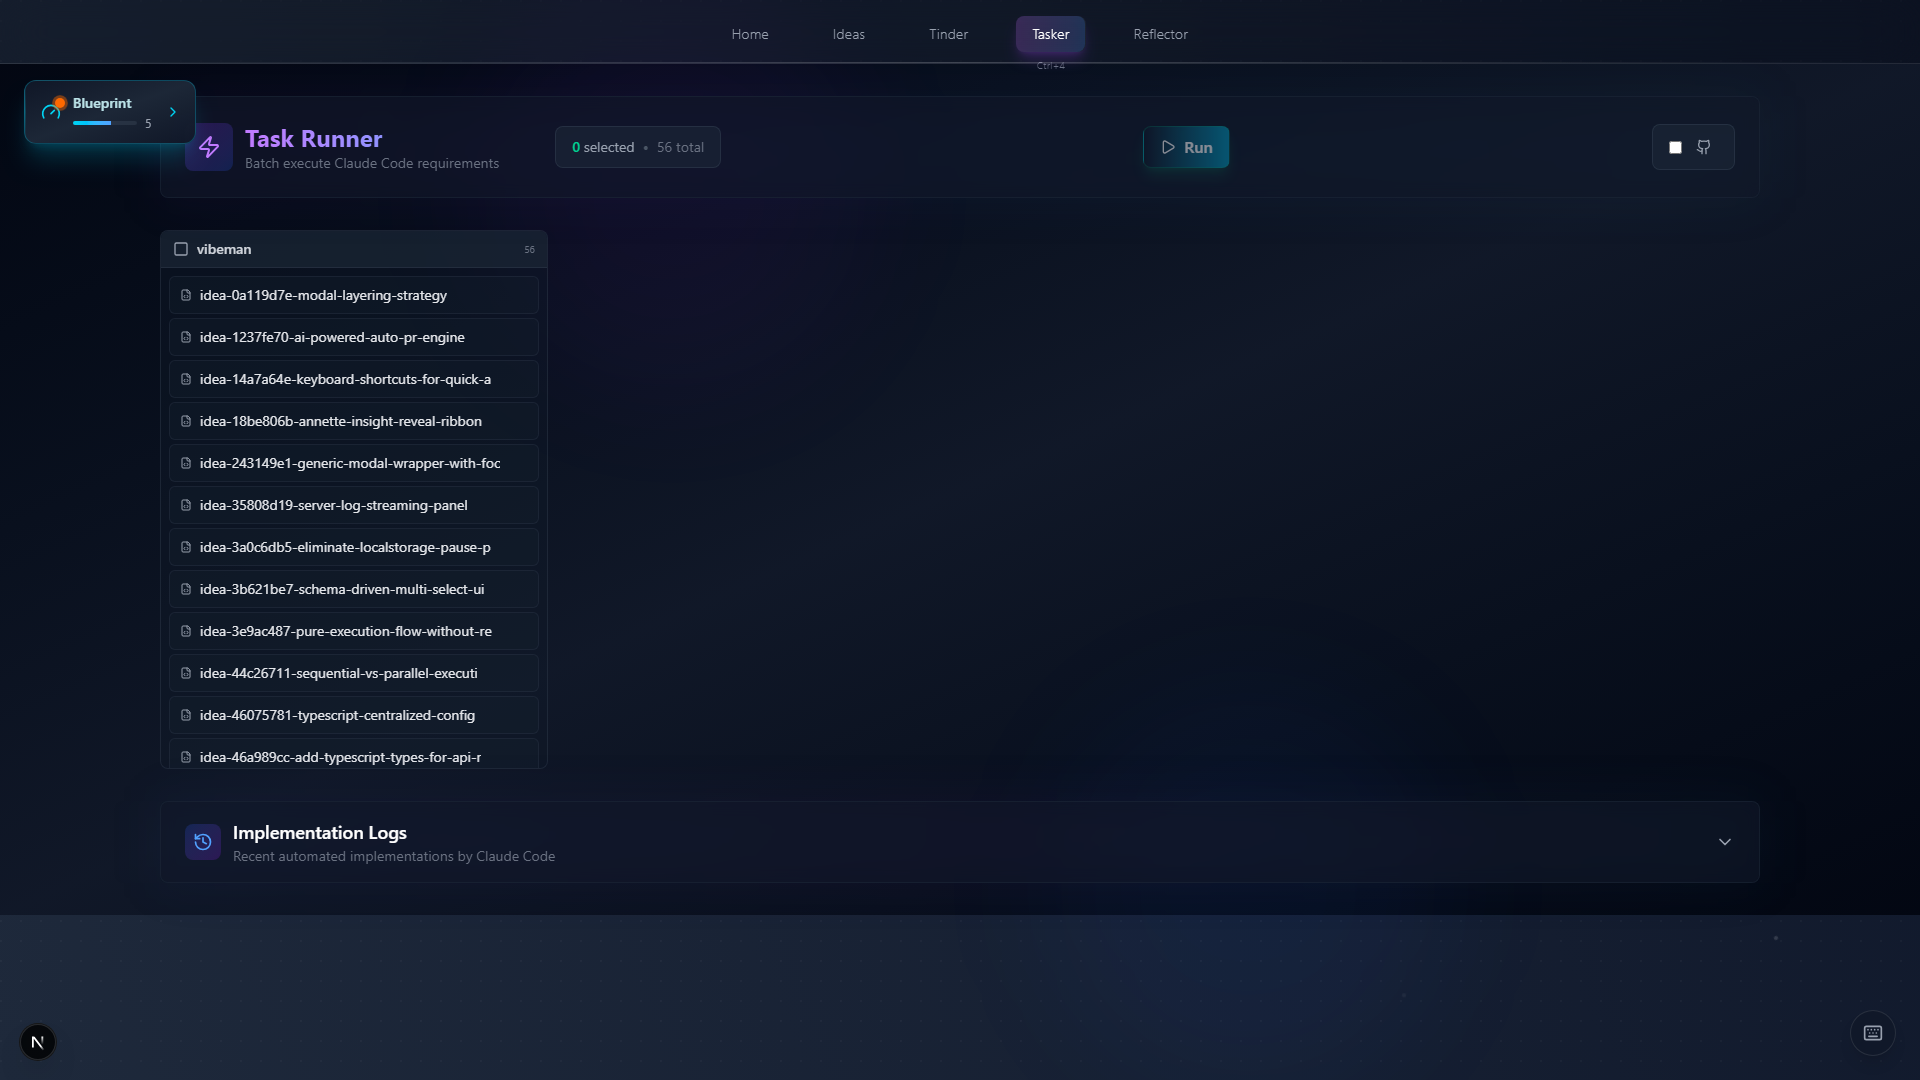 Home Ideas Tinder Tasker Reflector
Ctrl+4
Blueprint
5
Task Runner
Batch execute Claude Code requirements
0 selected • 56 total
Run
vibeman 56
idea-0a119d7e-modal-layering-strategy
idea-1237fe70-ai-powered-auto-pr-engine
idea-14a7a64e-keyboard-shortcuts-for-quick-a
idea-18be806b-annette-insight-reveal-ribbon
idea-243149e1-generic-modal-wrapper-with-foc
idea-35808d19-server-log-streaming-panel
idea-3a0c6db5-eliminate-localstorage-pause-p
idea-3b621be7-schema-driven-multi-select-ui
idea-3e9ac487-pure-execution-flow-without-re
idea-44c26711-sequential-vs-parallel-executi
idea-46075781-typescript-centralized-config
idea-46a989cc-add-typescript-types-for-api-r
Implementation Logs
Recent automated implementations by Claude Code
N